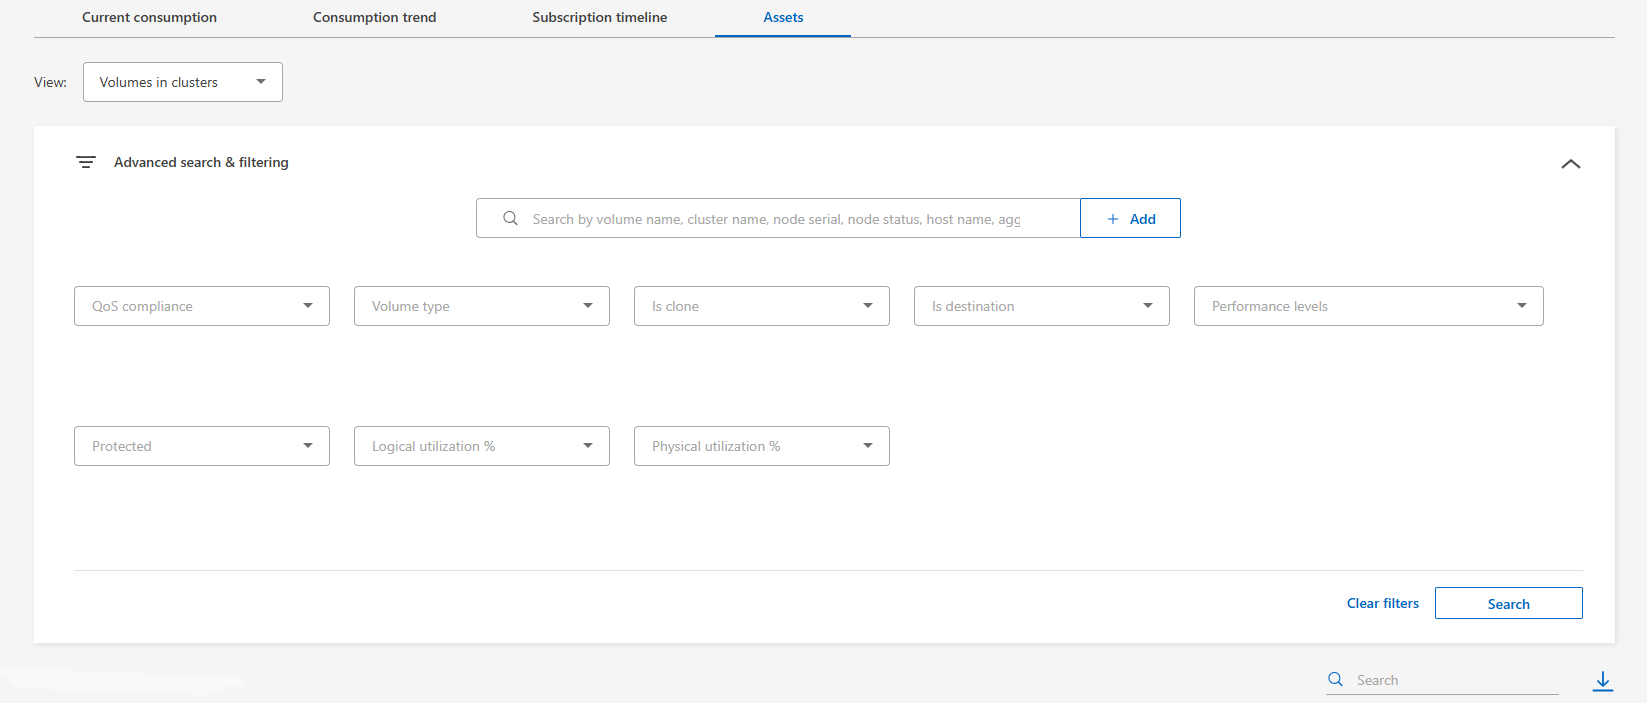 Current consumption Consumption trend Subscription timeline Assets
View: Volumes in clusters
Advanced search & filtering
Search by volume name, cluster name, node serial, node status, host name, agg
+ Add
QoS compliance Volume type Is clone Is destination Performance levels
Protected Logical utilization % Physical utilization %
Clear filters Search
Search